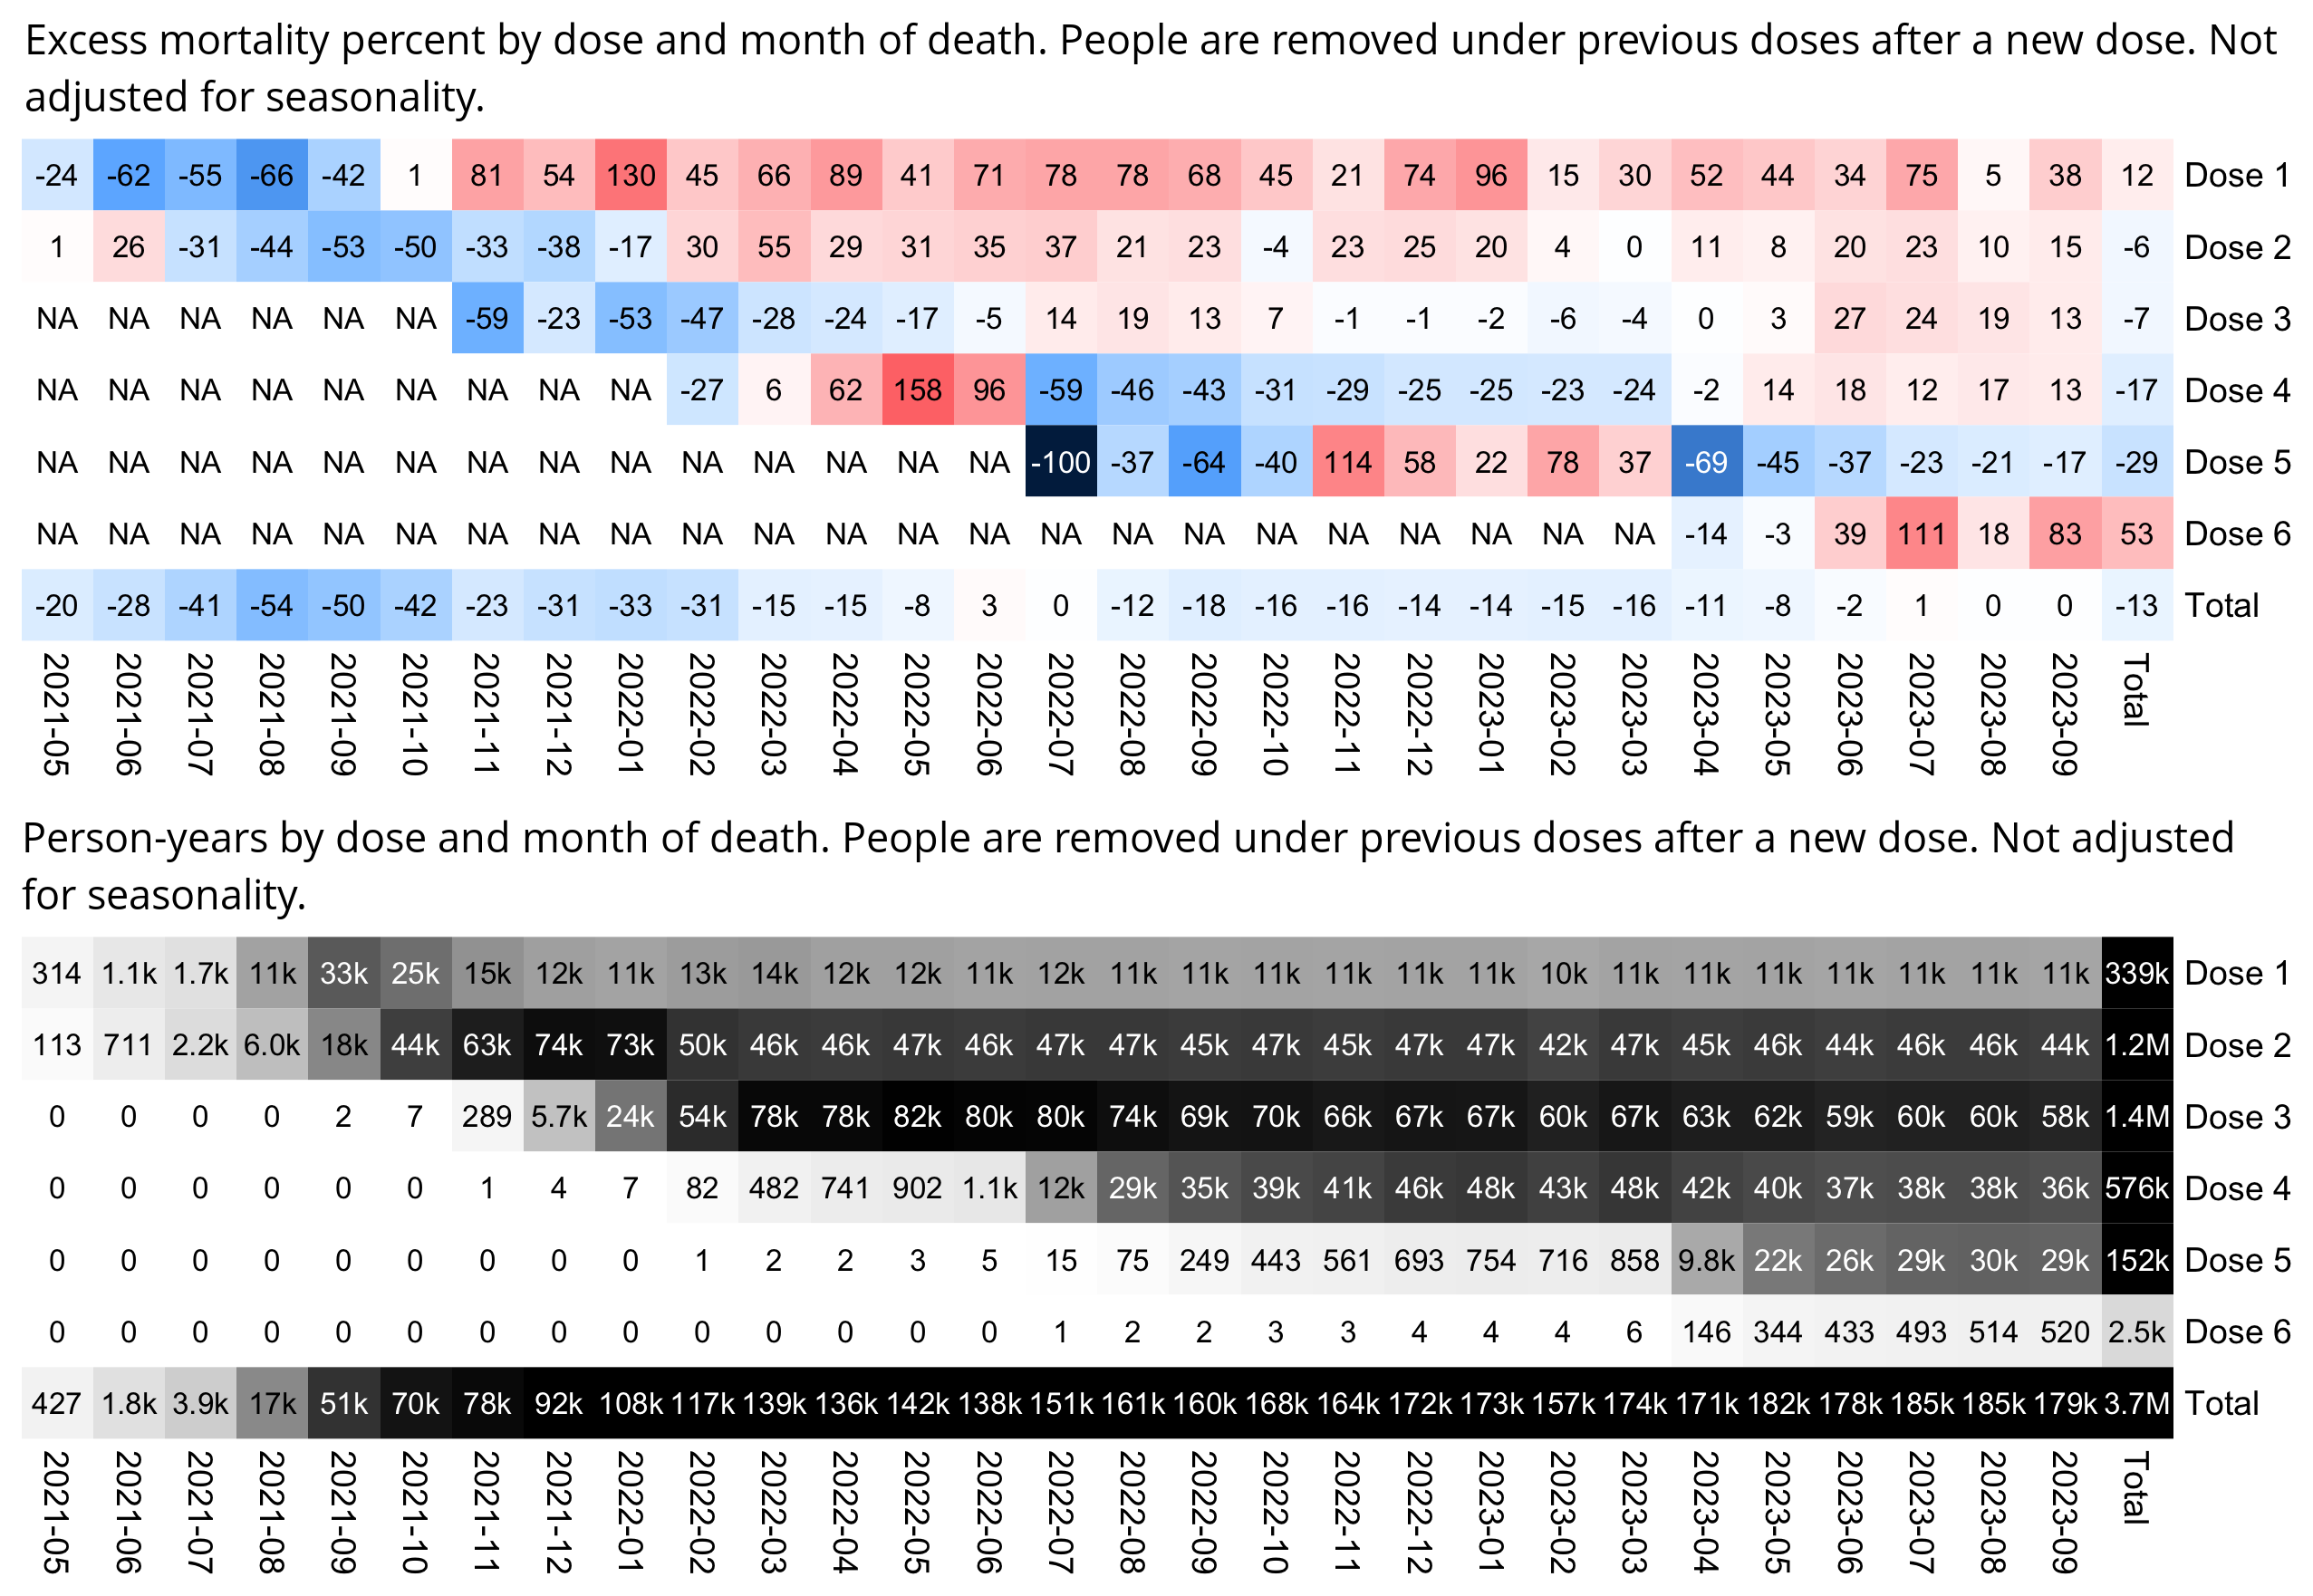 Excess mortality percent by dose and month of death. People are removed under previous doses after a new dose. Not
adjusted for seasonality.
-24 -62 -55 -66 -42 1 81 54 130 45 66 89 41 71 78 78 68 45 21 74 96 15 30 52 44 34 75 5 38 12 Dose 1
1 26 -31 -44 -53 -50 -33 -38 -17 30 55 29 31 35 37 21 23 -4 23 25 20 4 0 11 8 20 23 10 15 -6 Dose 2
NA NA NA NA NA NA -59 -23 -53 -47 -28 -24 -17 -5 14 19 13 7 -1 -1 -2 -6 -4 0 3 27 24 19 13 -7 Dose 3
NA NA NA NA NA NA NA NA NA -27 6 62 158 96 -59 -46 -43 -31 -29 -25 -25 -23 -24 -2 14 18 12 17 13 -17 Dose 4
NA NA NA NA NA NA NA NA NA NA NA NA NA NA -100 -37 -64 -40 114 58 22 78 37 -69 -45 -37 -23 -21 -17 -29 Dose 5
NA NA NA NA NA NA NA NA NA NA NA NA NA NA NA NA NA NA NA NA NA NA NA -14 -3 39 111 18 83 53 Dose 6
-20 -28 -41 -54 -50 -42 -23 -31 -33 -31 -15 -15 -8 3 0 -12 -18 -16 -16 -14 -14 -15 -16 -11 -8 -2 1 0 0 -13 Total
2021-05 2021-06 2021-07 2021-08 2021-09 2021-10 2021-11 2021-12 2022-01 2022-02 2022-03 2022-04 2022-05 2022-06 2022-07 2022-08 2022-09 2022-10 2022-11 2022-12 2023-01 2023-02 2023-03 2023-04 2023-05 2023-06 2023-07 2023-08 2023-09 Total
Person-years by dose and month of death. People are removed under previous doses after a new dose. Not adjusted
for seasonality.
314 1.1k 1.7k 11k 33k 25k 15k 12k 11k 13k 14k 12k 12k 11k 12k 11k 11k 11k 11k 11k 11k 10k 11k 11k 11k 11k 11k 11k 11k 339k Dose 1
113 711 2.2k 6.0k 18k 44k 63k 74k 73k 50k 46k 46k 47k 46k 47k 47k 45k 47k 45k 47k 47k 42k 47k 45k 46k 44k 46k 46k 44k 1.2M Dose 2
0 0 0 0 2 7 289 5.7k 24k 54k 78k 78k 82k 80k 80k 74k 69k 70k 66k 67k 67k 60k 67k 63k 62k 59k 60k 60k 58k 1.4M Dose 3
0 0 0 0 0 0 1 4 7 82 482 741 902 1.1k 12k 29k 35k 39k 41k 46k 48k 43k 48k 42k 40k 37k 38k 38k 36k 576k Dose 4
0 0 0 0 0 0 0 0 0 1 2 2 3 5 15 75 249 443 561 693 754 716 858 9.8k 22k 26k 29k 30k 29k 152k Dose 5
0 0 0 0 0 0 0 0 0 0 0 0 0 0 1 2 2 3 3 4 4 4 6 146 344 433 493 514 520 2.5k Dose 6
427 1.8k 3.9k 17k 51k 70k 78k 92k 108k 117k 139k 136k 142k 138k 151k 161k 160k 168k 164k 172k 173k 157k 174k 171k 182k 178k 185k 185k 179k 3.7M Total
2021-05 2021-06 2021-07 2021-08 2021-09 2021-10 2021-11 2021-12 2022-01 2022-02 2022-03 2022-04 2022-05 2022-06 2022-07 2022-08 2022-09 2022-10 2022-11 2022-12 2023-01 2023-02 2023-03 2023-04 2023-05 2023-06 2023-07 2023-08 2023-09 Total